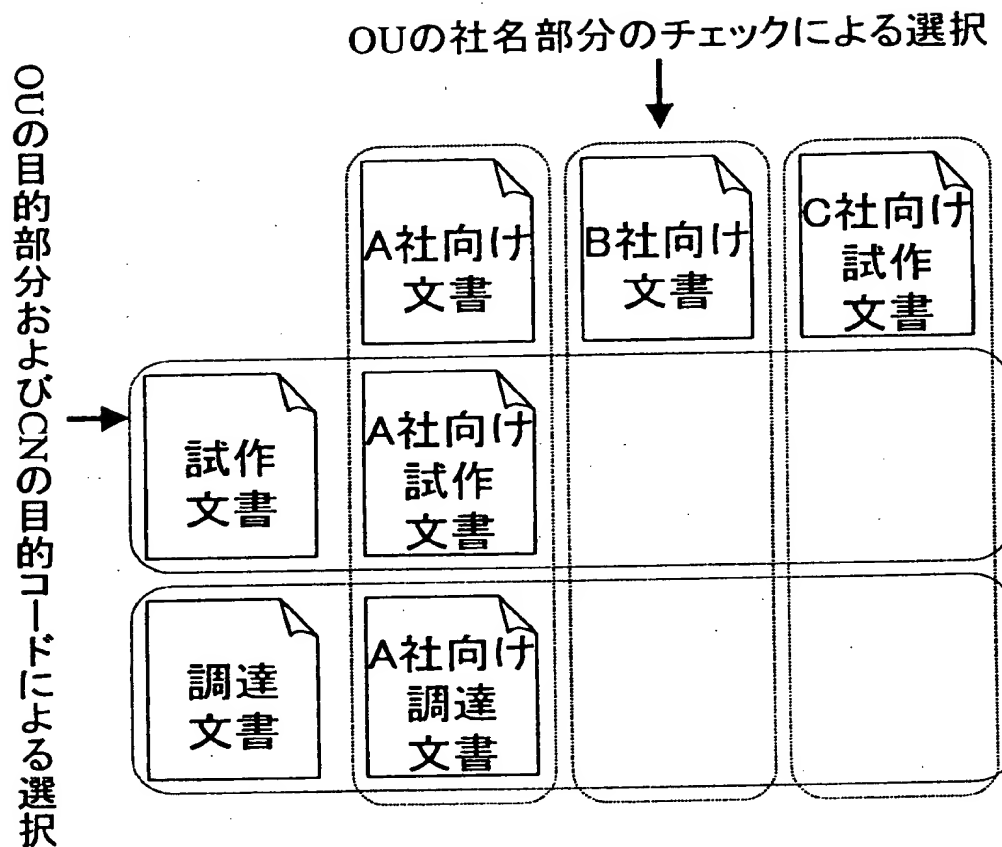 OUの社名部分のチェックによる選択
OUの目的部分およびCNの目的コードによる選択
A社向け
文書
B社向け
文書
C社向け
試作
文書
試作
文書
A社向け
試作
文書
調達
文書
A社向け
調達
文書